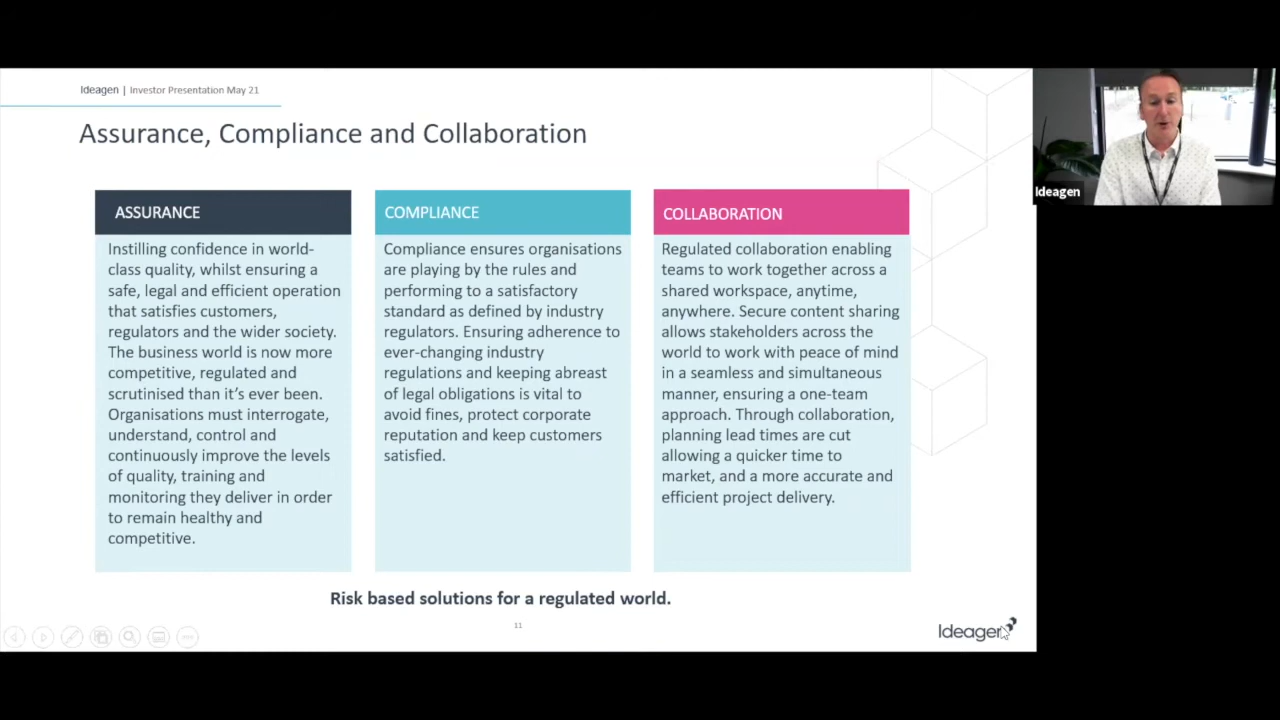 Ideagen | Investor Presentation May 21
Assurance, Compliance and Collaboration
ASSURANCE
Instilling confidence in world-
class quality, whilst ensuring a
safe, legal and efficient operation
that satisfies customers,
regulators and the wider society.
The business world is now more
competitive, regulated and
scrutinised than it's ever been.
Organisations must interrogate,
understand, control and
continuously improve the levels
of quality, training and
monitoring they deliver in order
to remain healthy and
competitive.
COMPLIANCE
Compliance ensures organisations
are playing by the rules and
performing to a satisfactory
standard as defined by industry
regulators. Ensuring adherence to
ever-changing industry
regulations and keeping abreast
of legal obligations is vital to
avoid fines, protect corporate
reputation and keep customers
satisfied.
COLLABORATION
Regulated collaboration enabling
teams to work together across a
shared workspace, anytime,
anywhere. Secure content sharing
allows stakeholders across the
world to work with peace of mind
in a seamless and simultaneous
manner, ensuring a one-team
approach. Through collaboration,
planning lead times are cut
allowing a quicker time to
market, and a more accurate and
efficient project delivery.
Risk based solutions for a regulated world.
11
Ideagen
Ideagen